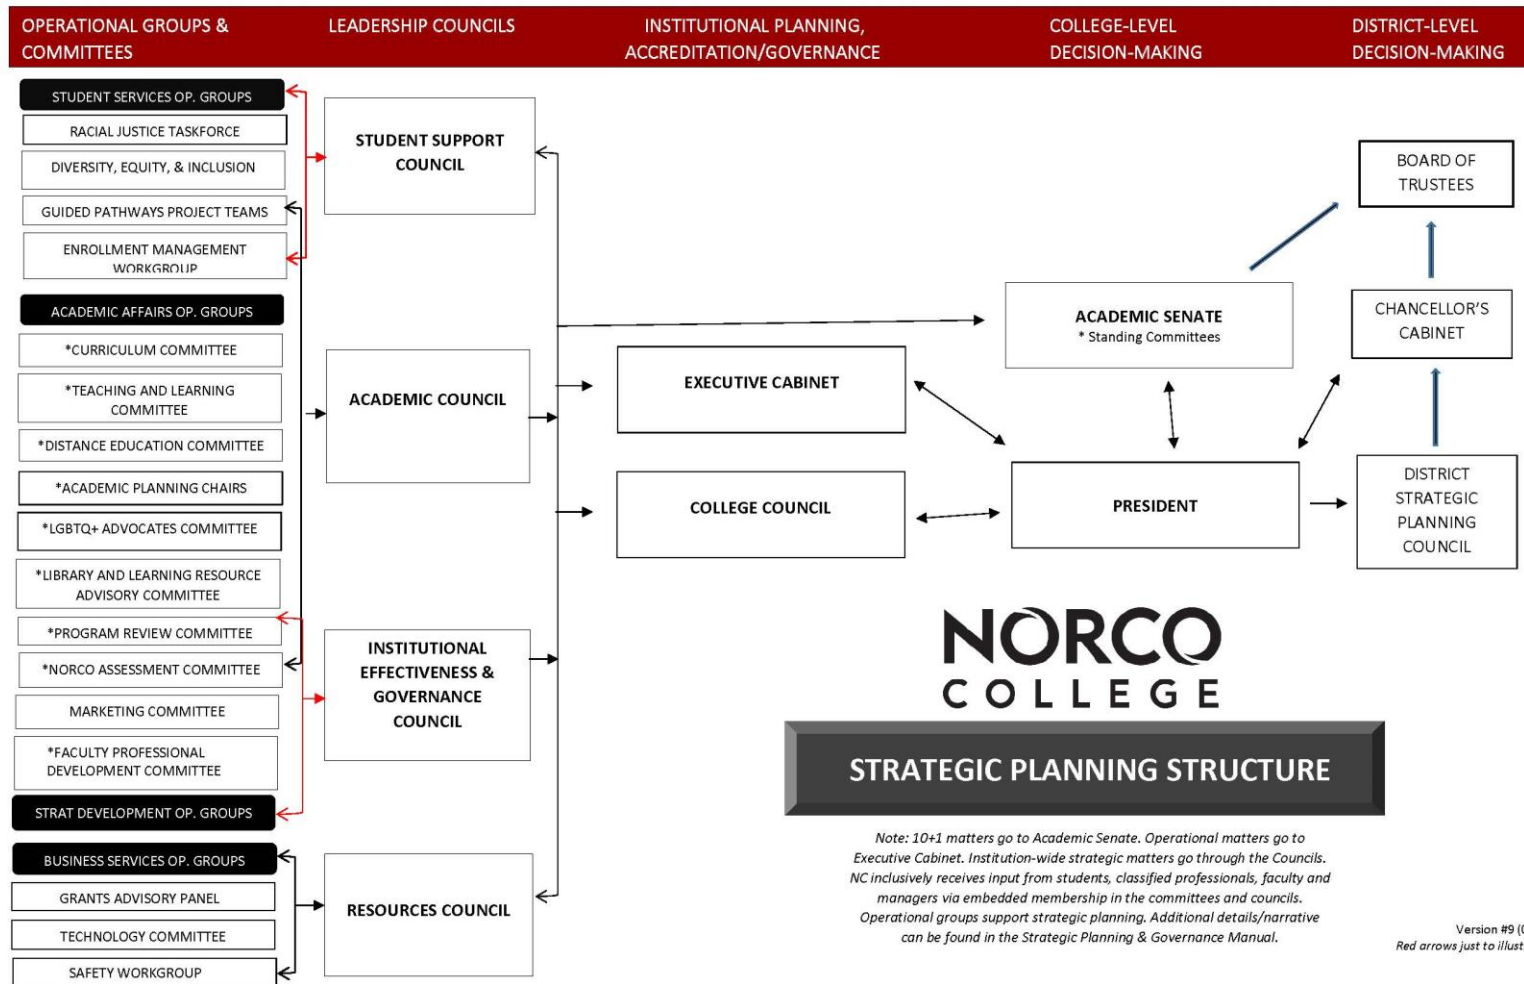 OPERATIONAL GROUPS &
COMMITTEES
LEADERSHIP COUNCILS
INSTITUTIONAL PLANNING,
ACCREDITATION/GOVERNANCE
COLLEGE-LEVEL
DECISION-MAKING
DISTRICT-LEVEL
DECISION-MAKING
STUDENT SERVICES OP. GROUPS
RACIAL JUSTICE TASKFORCE
DIVERSITY, EQUITY, & INCLUSION
GUIDED PATHWAYS PROJECT TEAMS
ENROLLMENT MANAGEMENT
WORKGROUP
ACADEMIC AFFAIRS OP. GROUPS
*CURRICULUM COMMITTEE
*TEACHING AND LEARNING
COMMITTEE
*DISTANCE EDUCATION COMMITTEE
*ACADEMIC PLANNING CHAIRS
*LGBTQ+ ADVOCATES COMMITTEE
*LIBRARY AND LEARNING RESOURCE
ADVISORY COMMITTEE
*PROGRAM REVIEW COMMITTEE
*NORCO ASSESSMENT COMMITTEE
MARKETING COMMITTEE
*FACULTY PROFESSIONAL
DEVELOPMENT COMMITTEE
STRAT DEVELOPMENT OP. GROUPS
BUSINESS SERVICES OP. GROUPS
GRANTS ADVISORY PANEL
TECHNOLOGY COMMITTEE
SAFETY WORKGROUP
STUDENT SUPPORT
COUNCIL
ACADEMIC COUNCIL
INSTITUTIONAL
EFFECTIVENESS &
GOVERNANCE
COUNCIL
RESOURCES COUNCIL
EXECUTIVE CABINET
COLLEGE COUNCIL
ACADEMIC SENATE
* Standing Committees
PRESIDENT
BOARD OF
TRUSTEES
CHANCELLOR'S
CABINET
DISTRICT
STRATEGIC
PLANNING
COUNCIL
NORCO
COLLEGE
STRATEGIC PLANNING STRUCTURE
Note: 10+1 matters go to Academic Senate. Operational matters go to
Executive Cabinet. Institution-wide strategic matters go through the Councils.
NC inclusively receives input from students, classified professionals, faculty and
managers via embedded membership in the committees and councils.
Operational groups support strategic planning. Additional details/narrative
can be found in the Strategic Planning & Governance Manual.
Version #9
Red arrows just to